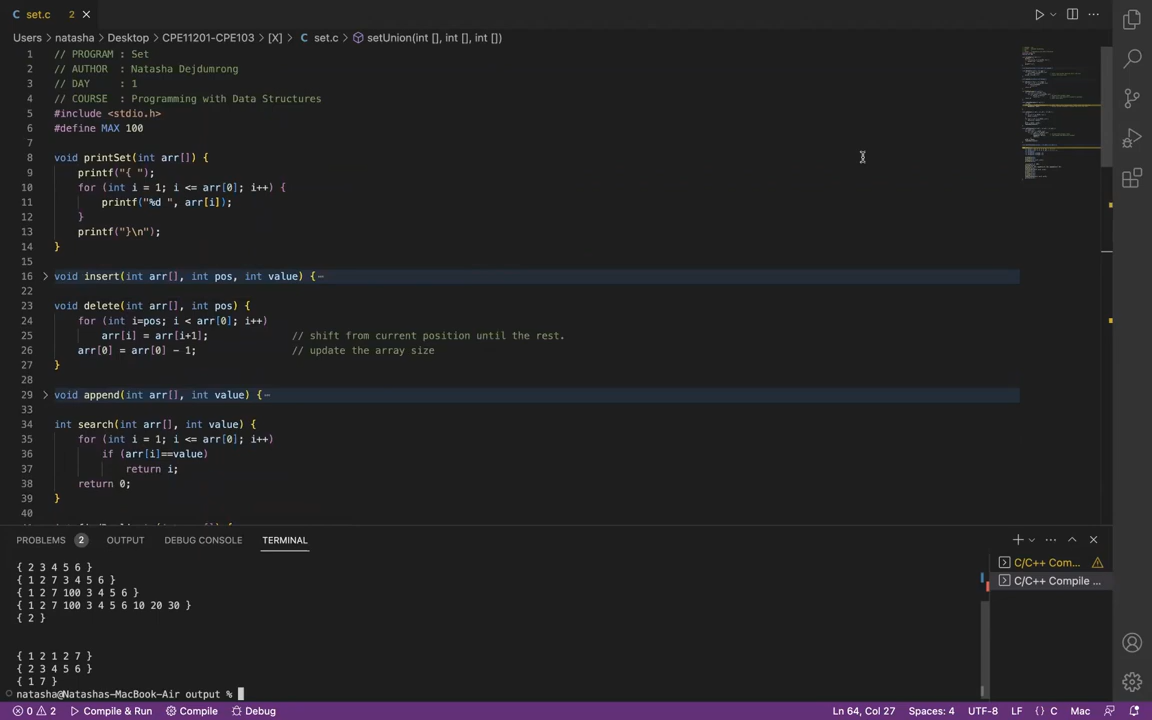 set.c 2
Users > natasha > Desktop > CPE11201-CPE103 > [X] > set.c > setUnion(int [], int [], int [])
1 // PROGRAM : Set
2 // AUTHOR : Natasha Dejdumrong
3 // DAY : 1
4 // COURSE : Programming with Data Structures
5 #include <stdio.h>
6 #define MAX 100
7
8 void printSet(int arr[]) {
9 printf("{ ");
10 for (int i = 1; i <= arr[0]; i++) {
11 printf("%d ", arr[i]);
12 }
13 printf("}\n");
14 }
15
16 void insert(int arr[], int pos, int value) {
22
23 void delete(int arr[], int pos) {
24 for (int i=pos; i < arr[0]; i++)
25 arr[i] = arr[i+1]; // shift from current position until the rest.
26 arr[0] = arr[0] - 1; // update the array size
27 }
28
29 void append(int arr[], int value) {
33
34 int search(int arr[], int value) {
35 for (int i = 1; i <= arr[0]; i++)
36 if (arr[i]==value)
37 return i;
38 return 0;
39 }
40
PROBLEMS 2 OUTPUT DEBUG CONSOLE TERMINAL
{ 2 3 4 5 6 }
{ 1 2 7 3 4 5 6 }
{ 1 2 7 100 3 4 5 6 }
{ 1 2 7 100 3 4 5 6 10 20 30 }
{ 2 }
{ 1 2 1 2 7 }
{ 2 3 4 5 6 }
{ 1 7 }
natasha@Natashas-MacBook-Air output %
C/C++ Com...
C/C++ Compile ...
0 2 Compile & Run Compile Debug Ln 64, Col 27 Spaces: 4 UTF-8 LF {} C Mac